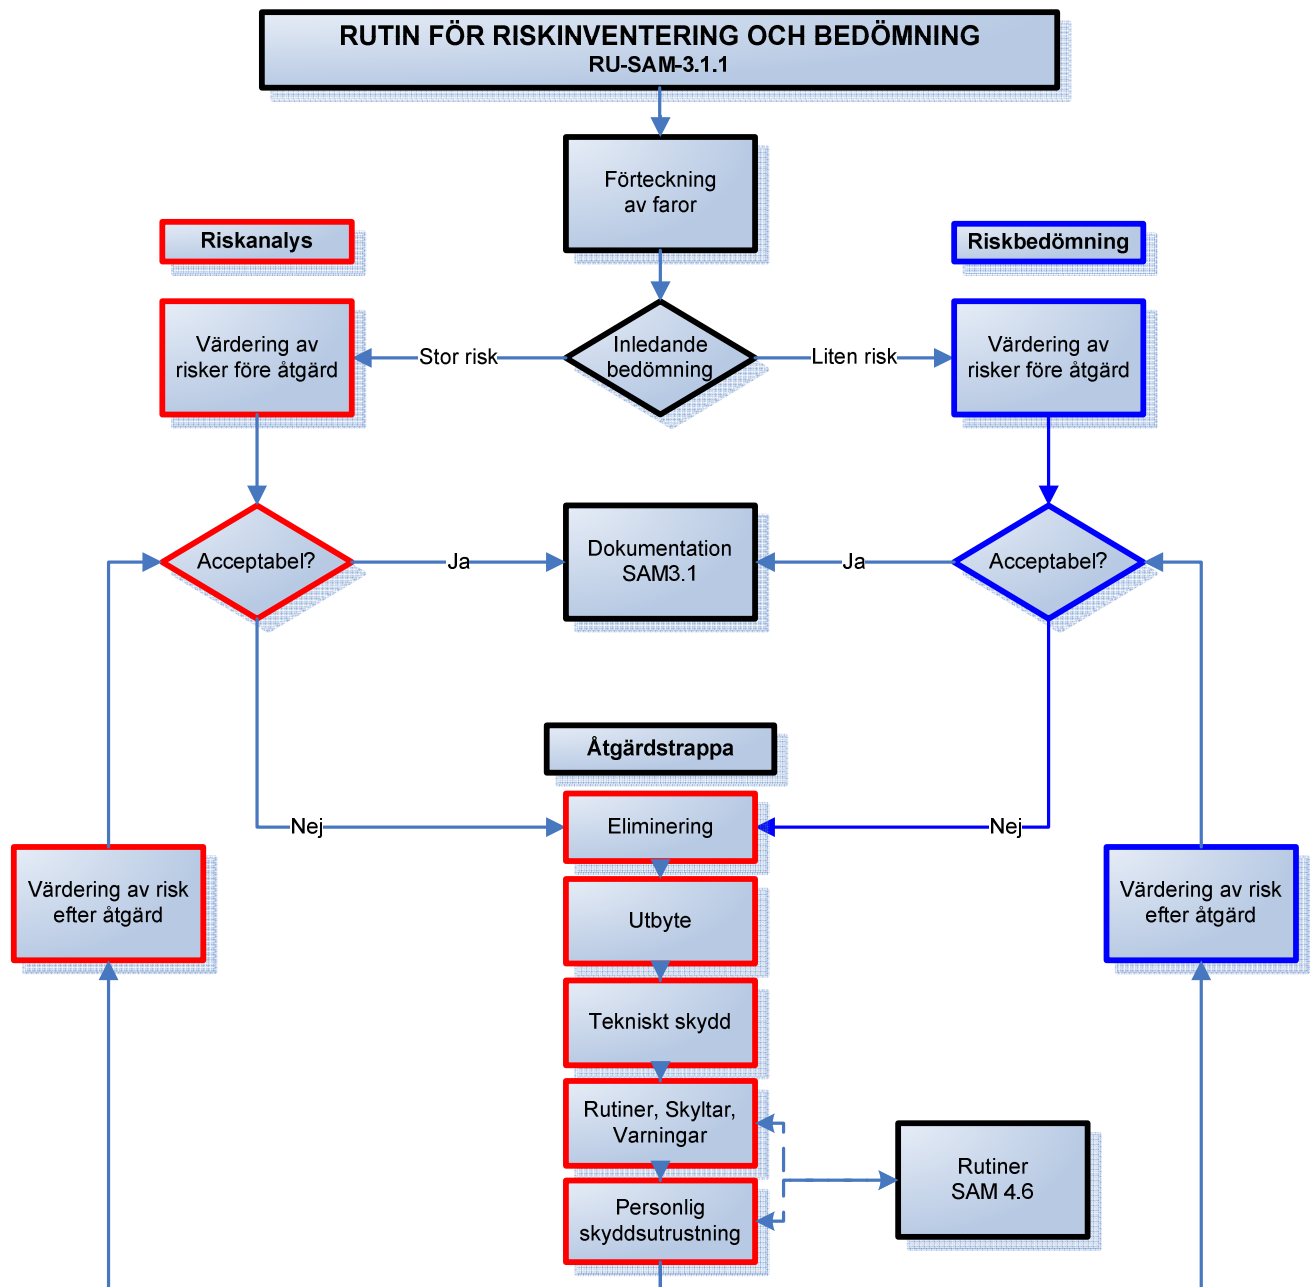 RUTIN FÖR RISKINVENTERING OCH BEDÖMNING
RU-SAM-3.1.1
Förteckning
av faror
Riskanalys
Riskbedömning
Värdering av
risker före åtgärd
Stor risk
Inledande
bedömning
Liten risk
Värdering av
risker före åtgärd
Acceptabel?
Ja
Dokumentation
SAM3.1
Ja
Acceptabel?
Åtgärdstrappa
Nej
Eliminering
Nej
Värdering av risk
efter åtgärd
Utbyte
Värdering av risk
efter åtgärd
Tekniskt skydd
Rutiner, Skyltar,
Varningar
Rutiner
SAM 4.6
Personlig
skyddsutrustning